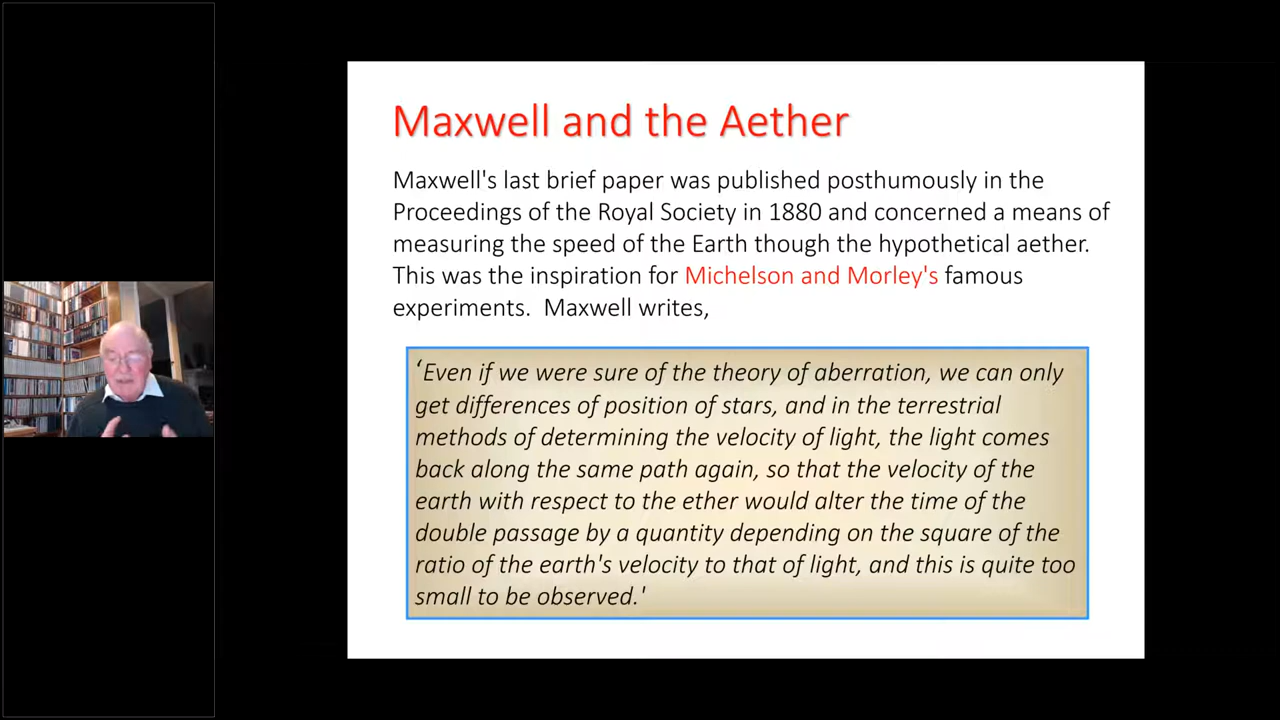 Maxwell and the Aether
Maxwell's last brief paper was published posthumously in the
Proceedings of the Royal Society in 1880 and concerned a means of
measuring the speed of the Earth though the hypothetical aether.
This was the inspiration for Michelson and Morley's famous
experiments.  Maxwell writes,
‘Even if we were sure of the theory of aberration, we can only
get differences of position of stars, and in the terrestrial
methods of determining the velocity of light, the light comes
back along the same path again, so that the velocity of the
earth with respect to the ether would alter the time of the
double passage by a quantity depending on the square of the
ratio of the earth's velocity to that of light, and this is quite too
small to be observed.'